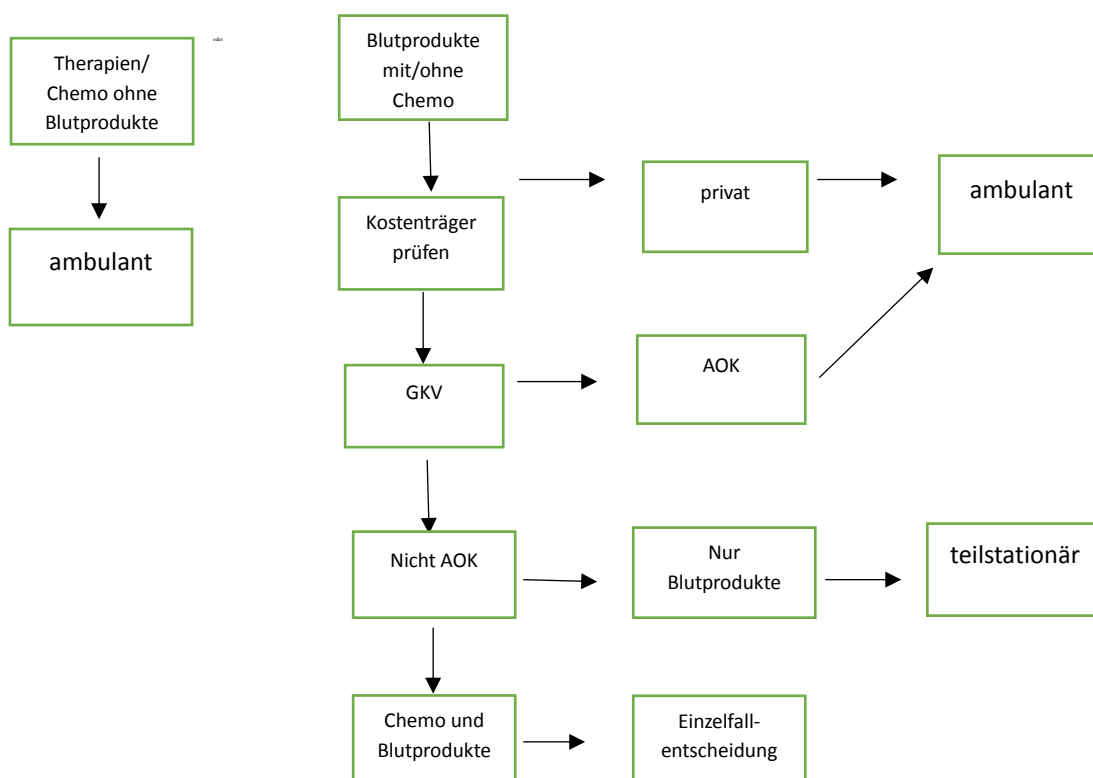 Therapien/
Chemo ohne
Blutprodukte
ambulant
Blutprodukte
mit/ohne
Chemo
Kostenträger
prüfen
privat
ambulant
GKV
AOK
Nicht AOK
Nur
Blutprodukte
teilstationär
Chemo und
Blutprodukte
Einzelfall-
entscheidung